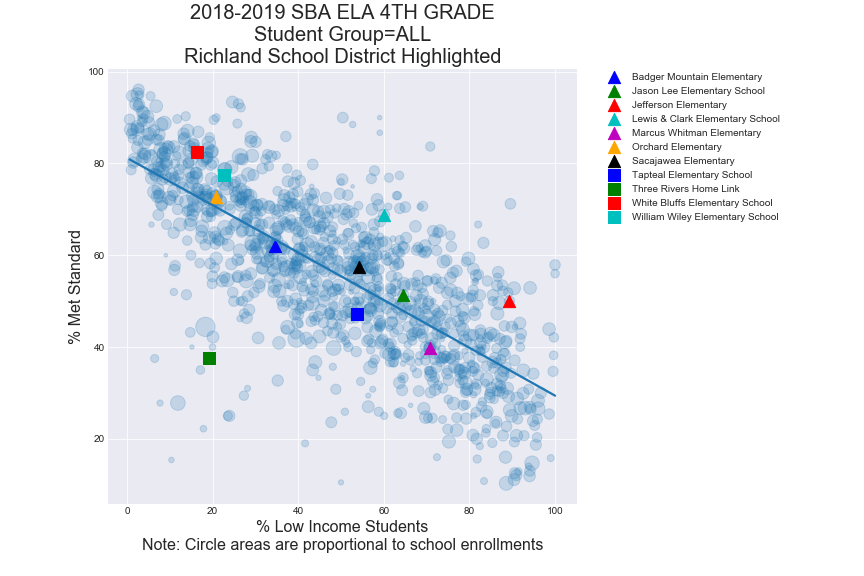 2018-2019 SBA ELA 4TH GRADE
Student Group=ALL
Richland School District Highlighted
100
80
60
40
20
% Met Standard
0
20
40
60
80
100
% Low Income Students
Note: Circle areas are proportional to school enrollments
Badger Mountain Elementary
Jason Lee Elementary School
Jefferson Elementary
Lewis & Clark Elementary School
Marcus Whitman Elementary
Orchard Elementary
Sacajawea Elementary
Tapteal Elementary School
Three Rivers Home Link
White Bluffs Elementary School
William Wiley Elementary School